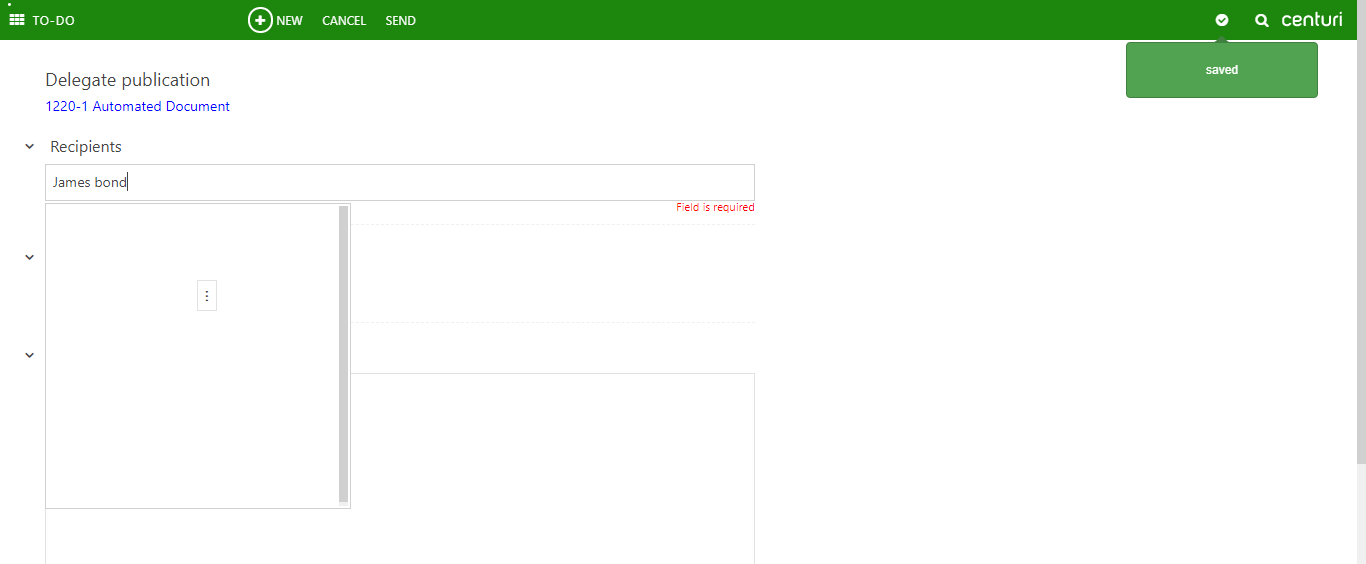 TO-DO NEW CANCEL SEND centuri
saved
Delegate publication
1220-1 Automated Document
Recipients
James bond
Field is required